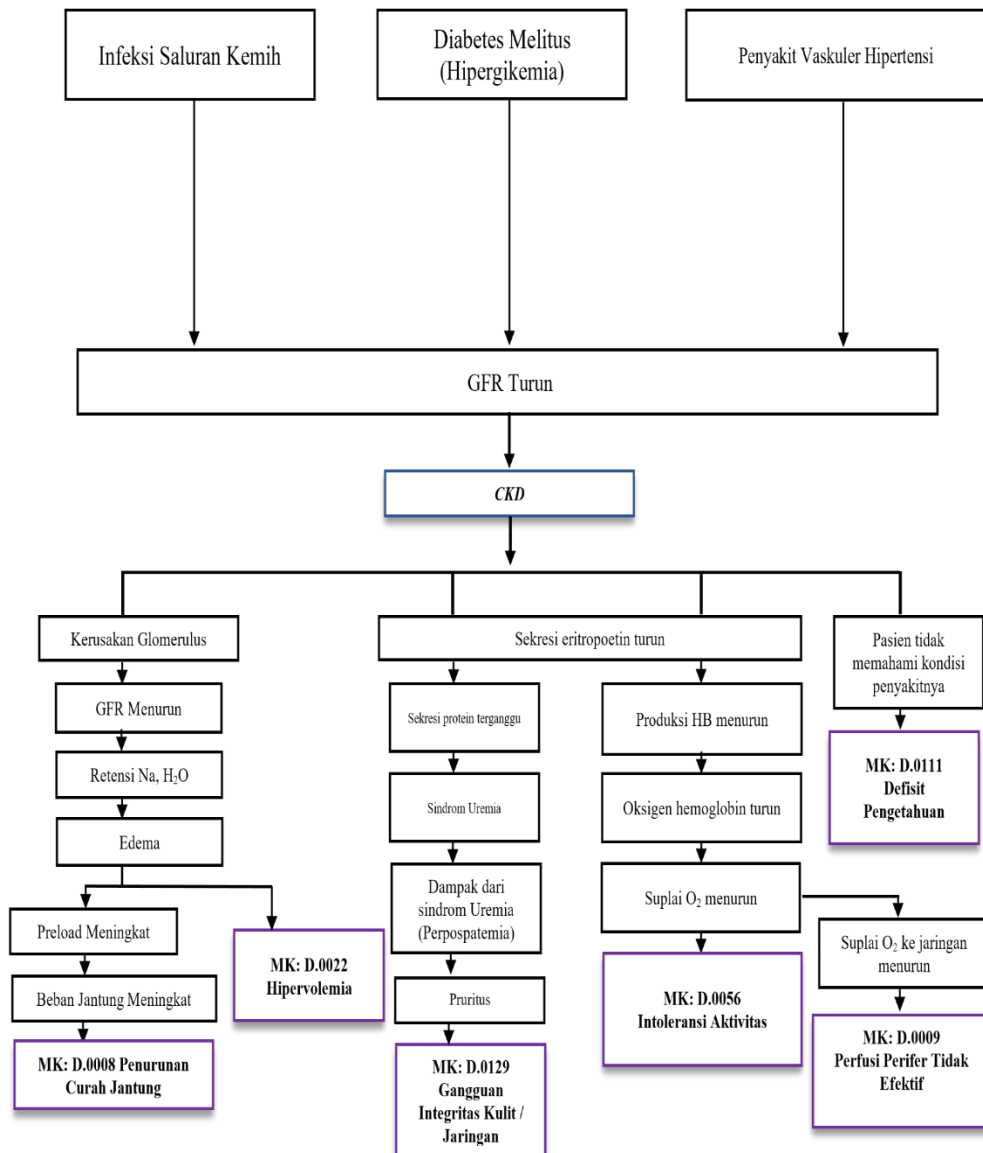 Infeksi Saluran Kemih
Diabetes Melitus
(Hipergikemia)
Penyakit Vaskuler Hipertensi
GFR Turun
CKD
Kerusakan Glomerulus
GFR Menurun
Retensi Na, H₂O
Edema
Preload Meningkat
Beban Jantung Meningkat
MK: D.0008 Penurunan
Curah Jantung
MK: D.0022
Hipervolemia
Sekresi eritropoetin turun
Sekresi protein terganggu
Sindrom Uremia
Dampak dari
sindrom Uremia
(Perpospatemia)
Pruritus
MK: D.0129
Gangguan
Integritas Kulit /
Jaringan
Produksi HB menurun
Oksigen hemoglobin turun
Suplai O₂ menurun
MK: D.0056
Intoleransi Aktivitas
Suplai O₂ ke jaringan
menurun
MK: D.0009
Perfusi Perifer Tidak
Efektif
Pasien tidak
memahami kondisi
penyakitnya
MK: D.0111
Defisit
Pengetahuan